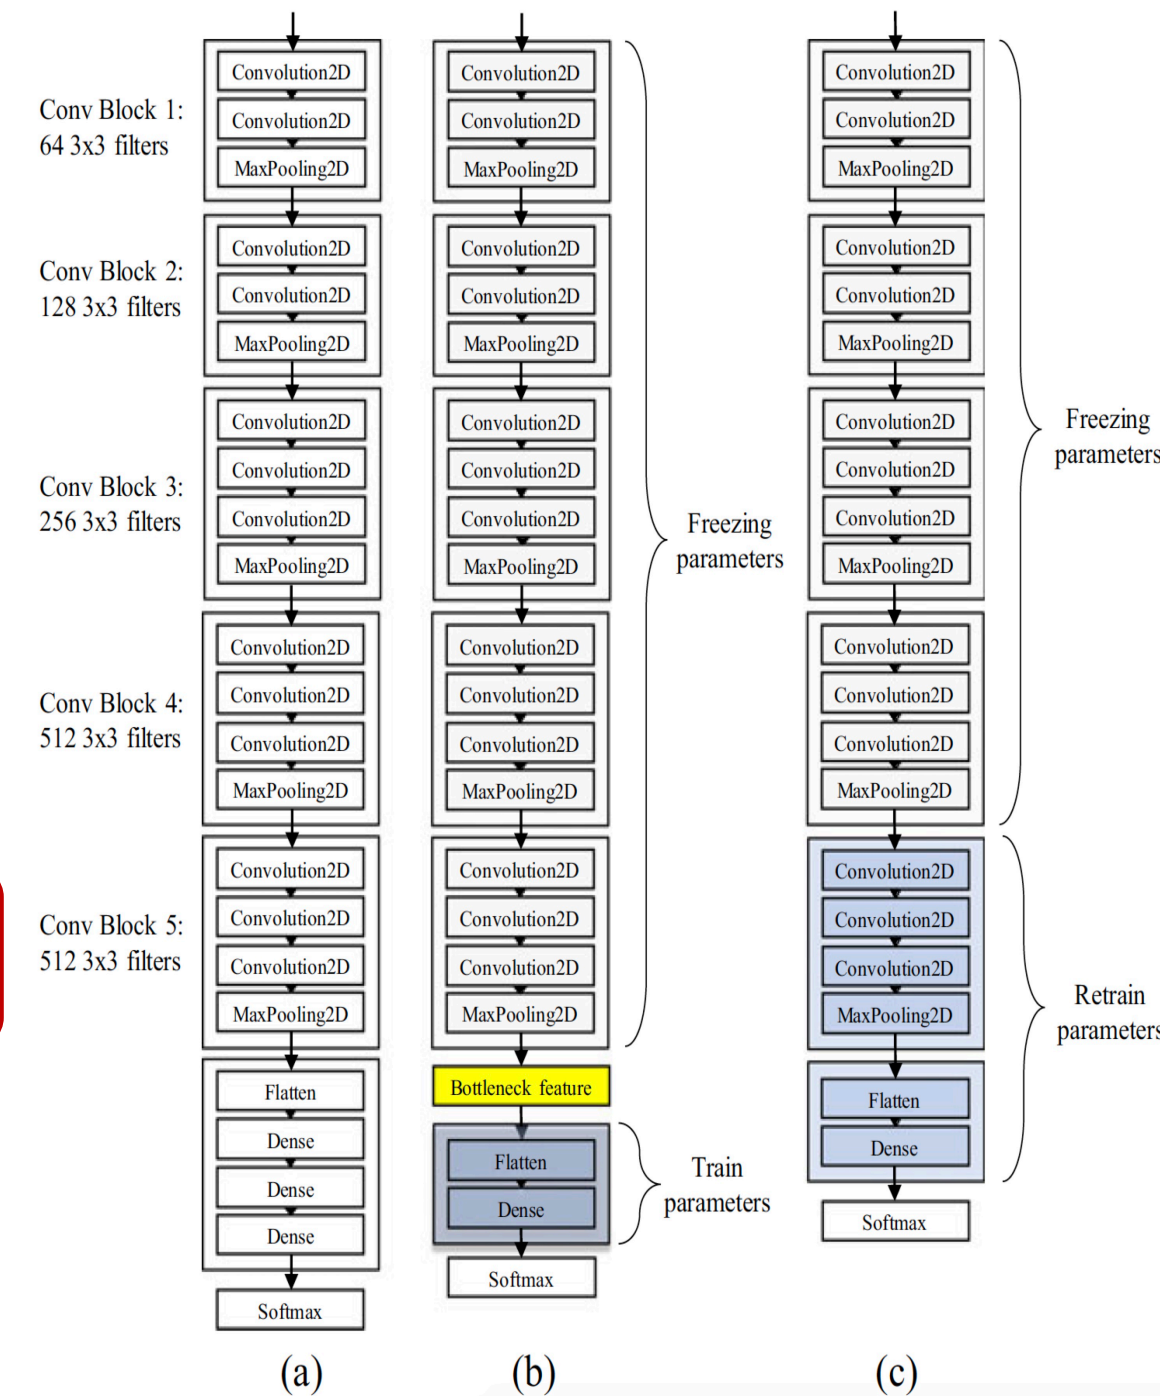 Conv Block 1:
64 3x3 filters
Conv Block 2:
128 3x3 filters
Conv Block 3:
256 3x3 filters
Conv Block 4:
512 3x3 filters
Conv Block 5:
512 3x3 filters
Convolution2D
Convolution2D
MaxPooling2D
Convolution2D
Convolution2D
MaxPooling2D
Convolution2D
Convolution2D
Convolution2D
MaxPooling2D
Convolution2D
Convolution2D
Convolution2D
MaxPooling2D
Convolution2D
Convolution2D
Convolution2D
MaxPooling2D
Flatten
Dense
Dense
Dense
Softmax
(a)
Convolution2D
Convolution2D
MaxPooling2D
Convolution2D
Convolution2D
MaxPooling2D
Convolution2D
Convolution2D
Convolution2D
MaxPooling2D
Convolution2D
Convolution2D
Convolution2D
MaxPooling2D
Convolution2D
Convolution2D
Convolution2D
MaxPooling2D
Bottleneck feature
Flatten
Dense
Softmax
Freezing
parameters
Train
parameters
(b)
Convolution2D
Convolution2D
MaxPooling2D
Convolution2D
Convolution2D
MaxPooling2D
Convolution2D
Convolution2D
Convolution2D
MaxPooling2D
Convolution2D
Convolution2D
Convolution2D
MaxPooling2D
Convolution2D
Convolution2D
Convolution2D
MaxPooling2D
Flatten
Dense
Softmax
Freezing
parameters
Retrain
parameters
(c)